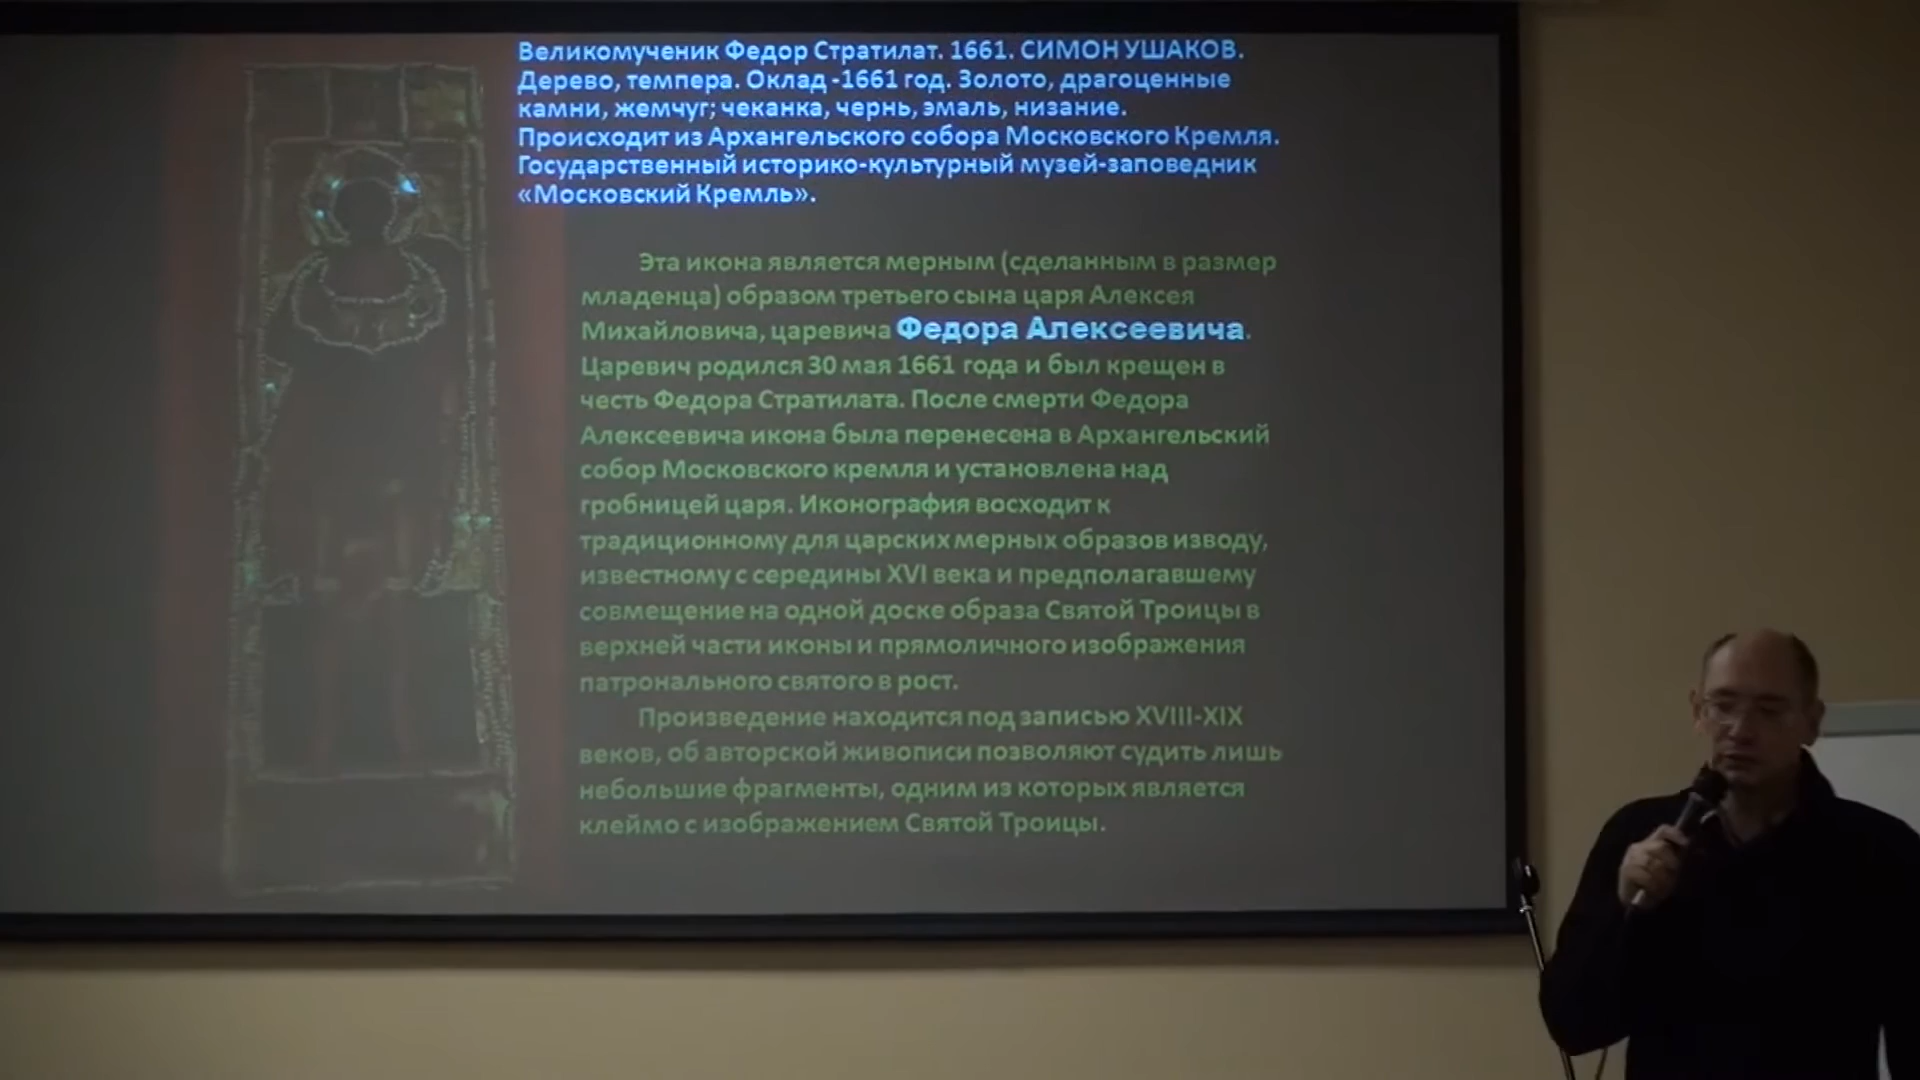 Великомученик Федор Стратилат. 1661. СИМОН УШАКОВ.
Дерево, темпера. Оклад -1661 год. Золото, драгоценные
камни, жемчуг; чеканка, чернь, эмаль, низание.
Происходит из Архангельского собора Московского Кремля.
Государственный историко-культурный музей-заповедник
«Московский Кремль».
Эта икона является мерным (сделанным в размер
младенца) образом третьего сына царя Алексея
Михайловича, царевича Федора Алексеевича.
Царевич родился 30 мая 1661 года и был крещен в
честь Федора Стратилата. После смерти Федора
Алексеевича икона была перенесена в Архангельский
собор Московского кремля и установлена над
гробницей царя. Иконография восходит к
традиционному для царских мерных образов изводу,
известному с середины XVI века и предполагавшему
совмещение на одной доске образа Святой Троицы в
верхней части иконы и прямоличного изображения
патронального святого в рост.
Произведение находится под записью XVIII-XIX
веков, об авторской живописи позволяют судить лишь
небольшие фрагменты, одним из которых является
клеймо с изображением Святой Троицы.